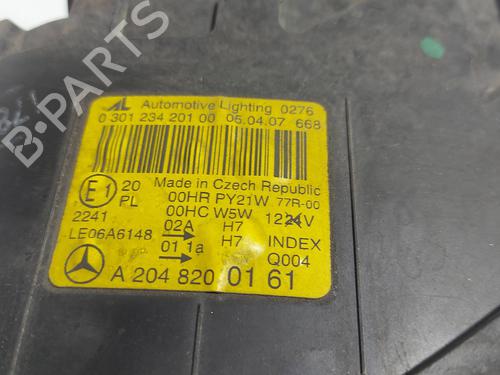 B-PARTS
AL Automotive Lighting 0276
0 301 234 201 00 05.04.07 668
Made in Czech Republic
E1 20 00HR PY21W 77R-00
PL 00HC W5W 1224V
2241 02A H7
LE06A6148 01 1a H7 INDEX
Q004
A 204 820 01 61